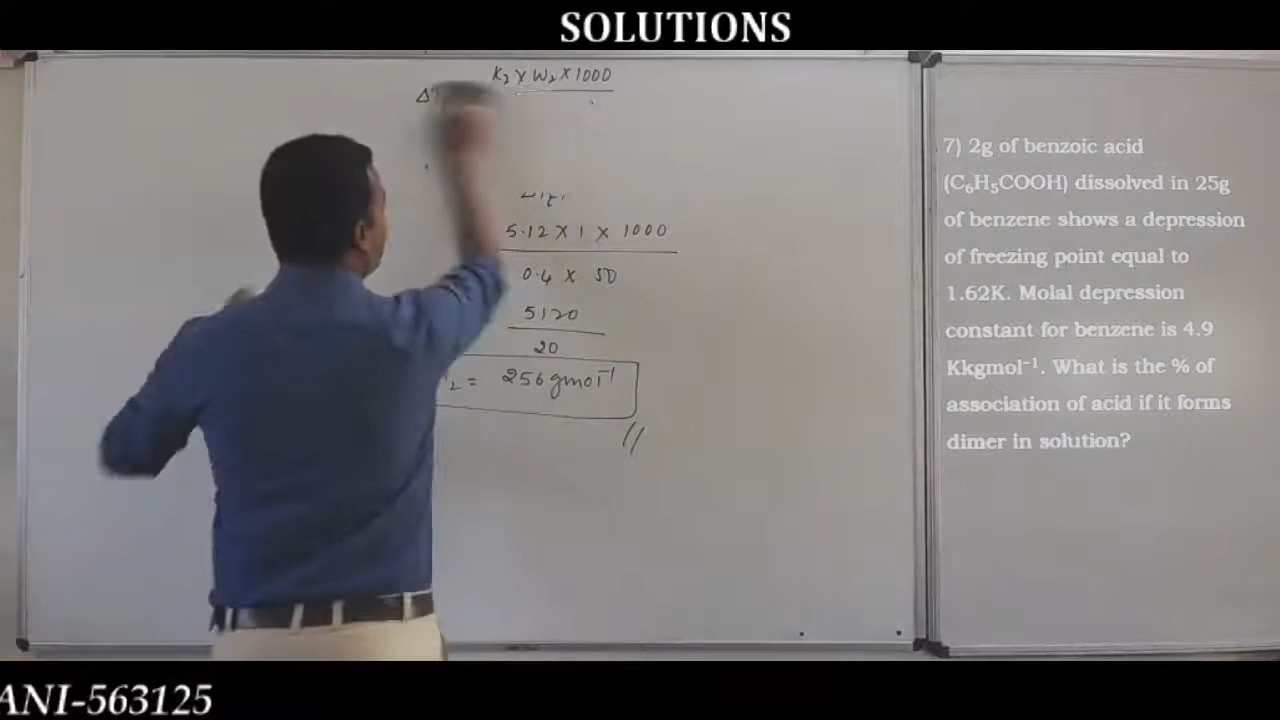 SOLUTIONS
K₂ × W₂ × 1000
Δ
5.12 × 1 × 1000
0.4 × 50
5120
20
₂ = 256 gmol⁻¹
7) 2g of benzoic acid
(C₆H₅COOH) dissolved in 25g
of benzene shows a depression
of freezing point equal to
1.62K. Molal depression
constant for benzene is 4.9
Kkgmol⁻¹. What is the % of
association of acid if it forms
dimer in solution?
ANI-563125